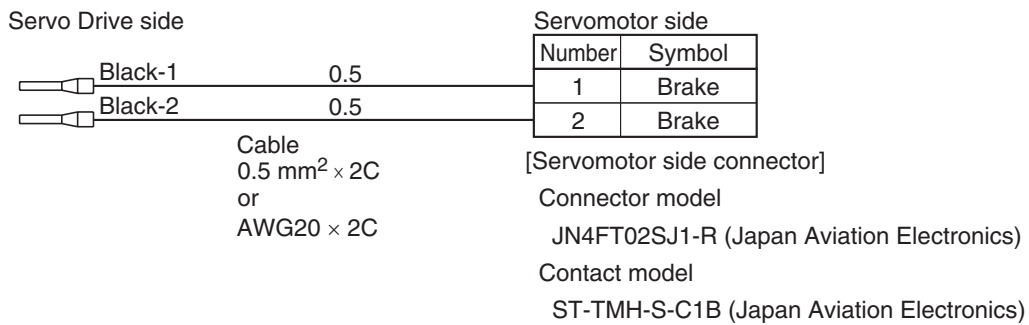 Servo Drive side
Servomotor side
Number Symbol
Black-1 0.5 1 Brake
Black-2 0.5 2 Brake
Cable
0.5 mm2 × 2C
or
AWG20 × 2C
[Servomotor side connector]
Connector model
JN4FT02SJ1-R (Japan Aviation Electronics)
Contact model
ST-TMH-S-C1B (Japan Aviation Electronics)